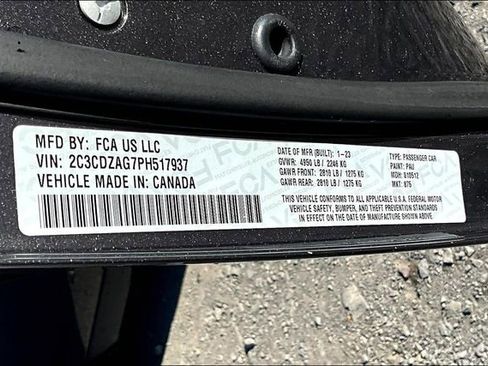 MFD BY: FCA US LLC
VIN: 2C3CDZAG7PH517937
VEHICLE MADE IN: CANADA
DATE OF MFR (BUILT): 1-23
GVWR: 4950 LB / 2246 KG
GAWR FRONT: 2810 LB / 1275 KG
GAWR REAR: 2810 LB / 1275 KG
TYPE: PASSENGER CAR
PAINT: PAU
MDH: 010512
MKT: 875
THIS VEHICLE CONFORMS TO ALL APPLICABLE U.S.A. FEDERAL MOTOR
VEHICLE SAFETY, BUMPER, AND THEFT PREVENTION STANDARDS
IN EFFECT ON THE DATE OF MANUFACTURE SHOWN ABOVE.